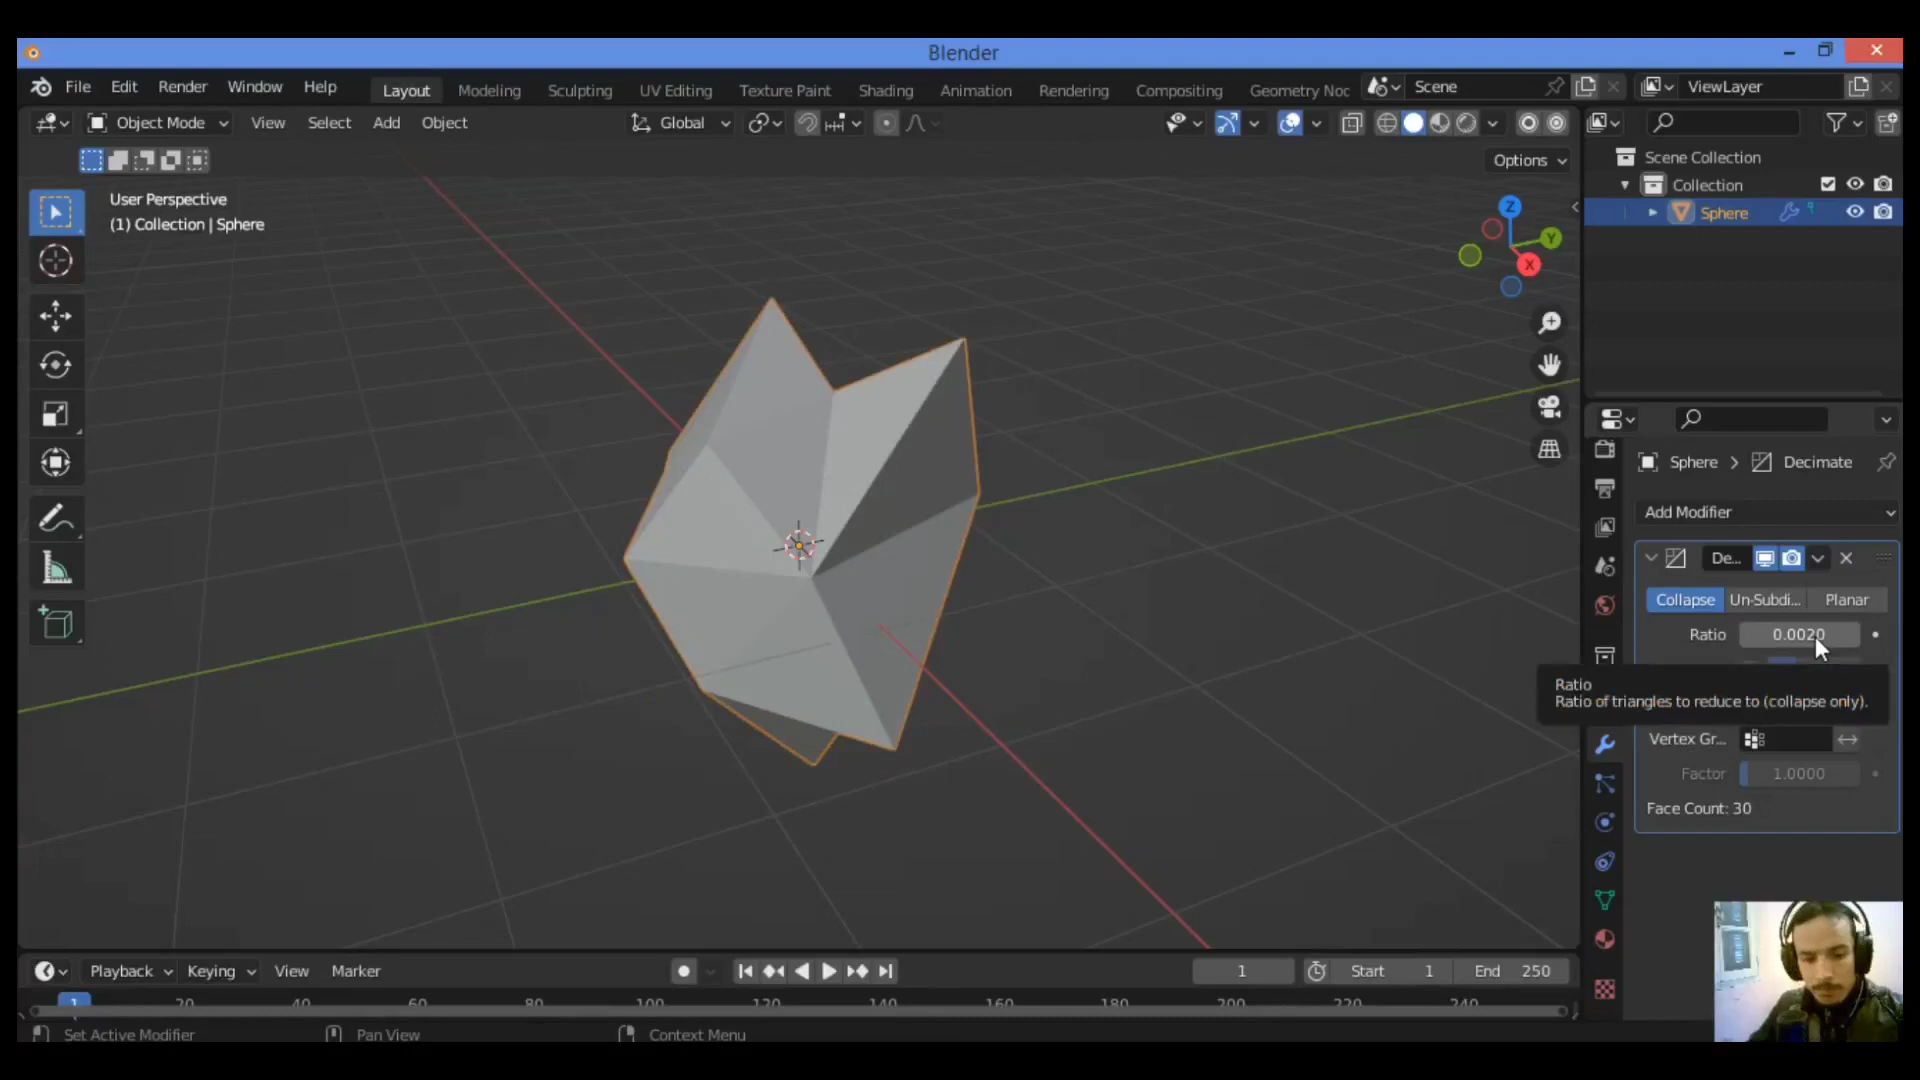 Blender
File Edit Render Window Help
Layout Modeling Sculpting UV Editing Texture Paint Shading Animation Rendering Compositing Geometry Noc
Scene
ViewLayer
Object Mode View Select Add Object
Global
Options
User Perspective
(1) Collection | Sphere
Z
Y
X
Scene Collection
Collection
Sphere
Sphere > Decimate
Add Modifier
De...
Collapse Un-Subdi... Planar
Ratio 0.0020
Ratio
Ratio of triangles to reduce to (collapse only).
Vertex Gr...
Factor 1.0000
Face Count: 30
Playback Keying View Marker
1
Start 1
End 250
1 20 40 60 80 100 120 140 160 180 200 220 240
Set Active Modifier
Pan View
Context Menu